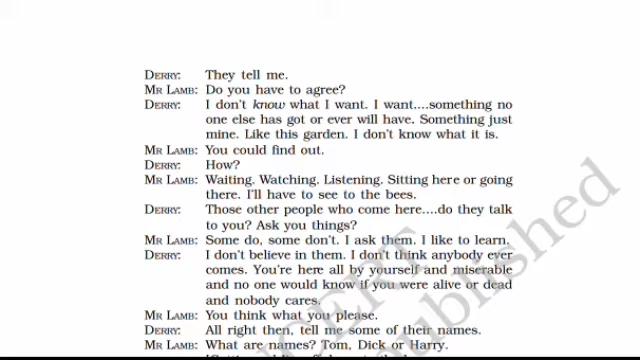 DERRY: They tell me.
MR LAMB: Do you have to agree?
DERRY: I don't know what I want. I want....something no
one else has got or ever will have. Something just
mine. Like this garden. I don't know what it is.
MR LAMB: You could find out.
DERRY: How?
MR LAMB: Waiting. Watching. Listening. Sitting here or going
there. I'll have to see to the bees.
DERRY: Those other people who come here....do they talk
to you? Ask you things?
MR LAMB: Some do, some don't. I ask them. I like to learn.
DERRY: I don't believe in them. I don't think anybody ever
comes. You're here all by yourself and miserable
and no one would know if you were alive or dead
and nobody cares.
MR LAMB: You think what you please.
DERRY: All right then, tell me some of their names.
MR LAMB: What are names? Tom, Dick or Harry.